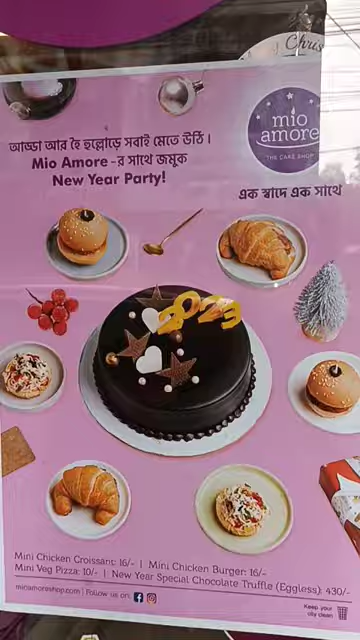 Chris
আড্ডা আর হৈ হুল্লোড়ে সবাই মেতে উঠি।
Mio Amore-র সাথে জমুক
New Year Party!
mio
amore
THE CAKE SHOP
এক স্বাদে এক সাথে
2023
Mini Chicken Croissant: 16/- | Mini Chicken Burger: 16/-
Mini Veg Pizza: 10/- | New Year Special Chocolate Truffle (Eggless): 430/-
mioamoreshop.com | Follow us on:
Keep your
city clean